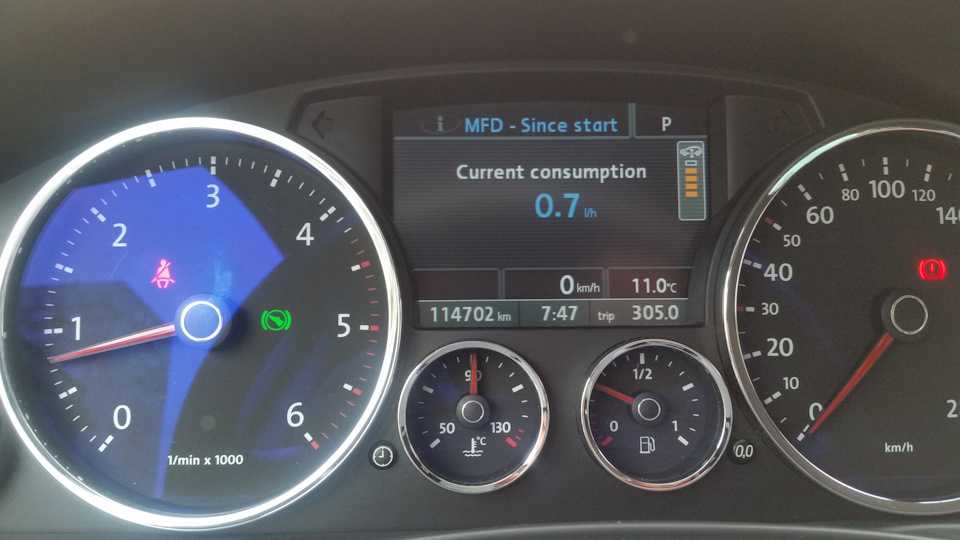 i MFD - Since start P
Current consumption
0.7 l/h
0 km/h 11.0°C
114702 km 7:47 trip 305.0
0
1
2
3
4
5
6
1/min x 1000
50 90 130
°C
0 1/2 1
0,0
0
10
20
30
40
50
60
80
100
120
140
2
km/h